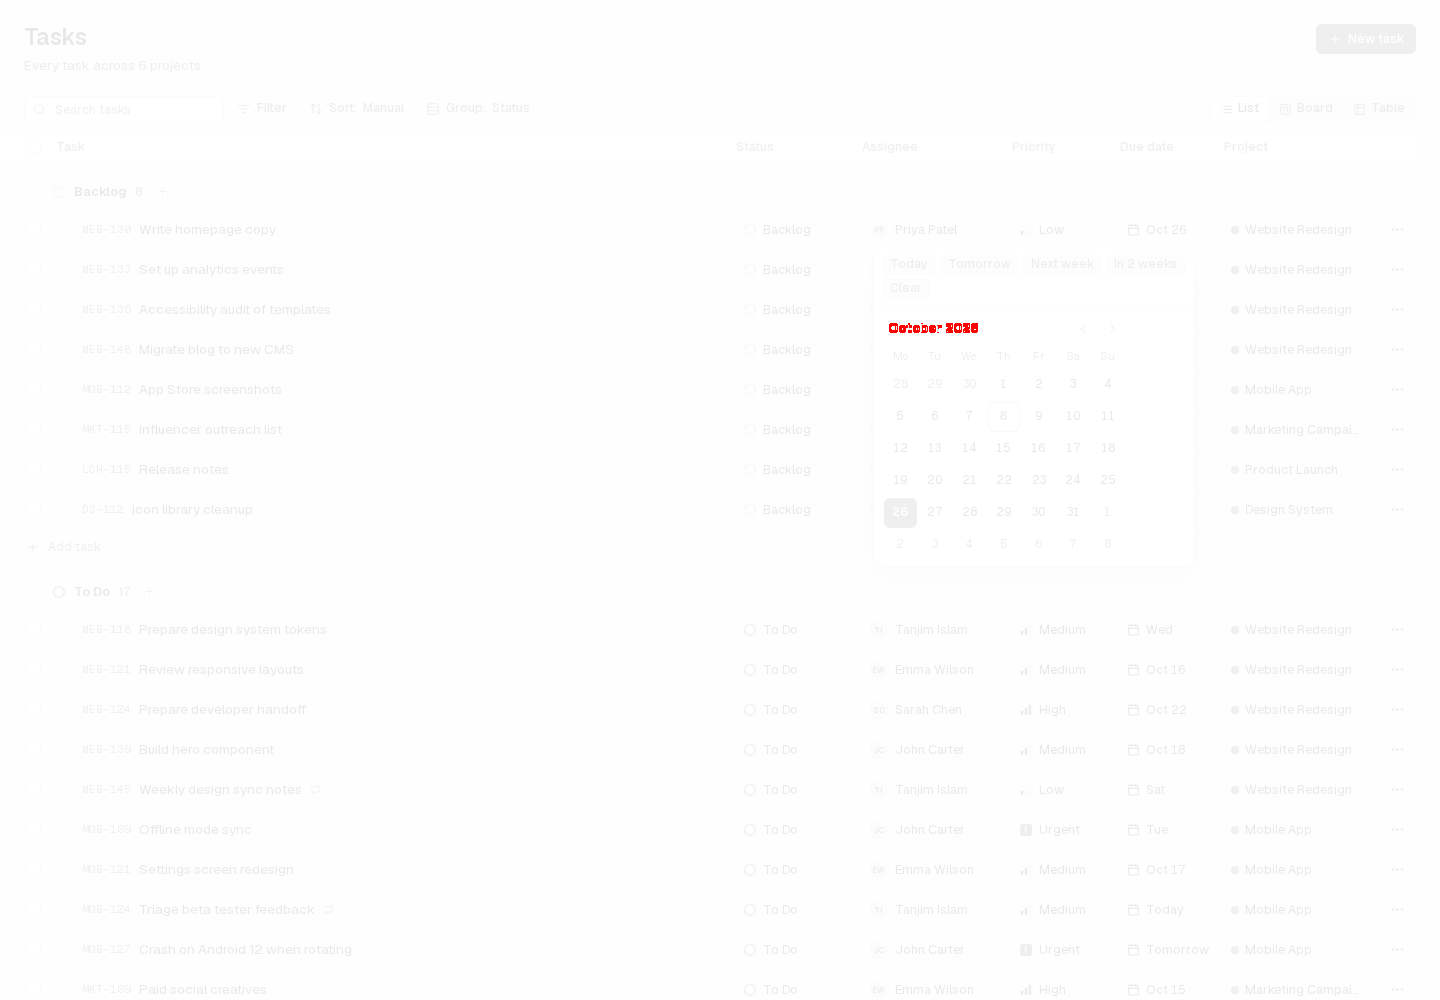 Tasks
New task
Every task across 6 projects.
Search tasks Filter Sort: Manual Group: Status List Board Table
Task Status Assignee Priority Due date Project
Backlog 8
WEB-130 Write homepage copy Backlog PP Priya Patel Low Oct 26 Website Redesign
WEB-133 Set up analytics events Backlog Website Redesign
WEB-136 Accessibility audit of templates Backlog Website Redesign
WEB-148 Migrate blog to new CMS Backlog Website Redesign
MOB-112 App Store screenshots Backlog Mobile App
MKT-115 Influencer outreach list Backlog Marketing Campai...
Release notes Backlog Product Launch
DS-112 Icon library cleanup Backlog Design System
Today Tomorrow Next week In 2 weeks
Clear
October
Mo Tu We Th Fr Sa Su
28 29 30 1 2 3 4
5 6 7 8 9 10 11
12 13 14 15 16 17 18
19 20 21 22 23 24 25
26 27 28 29 30 31 1
2 3 4 5 6 7 8
Add task
To Do 17
WEB-118 Prepare design system tokens To Do TI Tanjim Islam Medium Wed Website Redesign
WEB-121 Review responsive layouts To Do EW Emma Wilson Medium Oct 16 Website Redesign
WEB-124 Prepare developer handoff To Do SC Sarah Chen High Oct 22 Website Redesign
WEB-139 Build hero component To Do JC John Carter Medium Oct 18 Website Redesign
WEB-145 Weekly design sync notes To Do TI Tanjim Islam Low Sat Website Redesign
MOB-109 Offline mode sync To Do JC John Carter Urgent Tue Mobile App
MOB-121 Settings screen redesign To Do EW Emma Wilson Medium Oct 17 Mobile App
MOB-124 Triage beta tester feedback To Do TI Tanjim Islam Medium Today Mobile App
MOB-127 Crash on Android 12 when rotating To Do JC John Carter Urgent Tomorrow Mobile App
MKT-109 Paid social creatives To Do EW Emma Wilson High Oct 15 Marketing Campai...